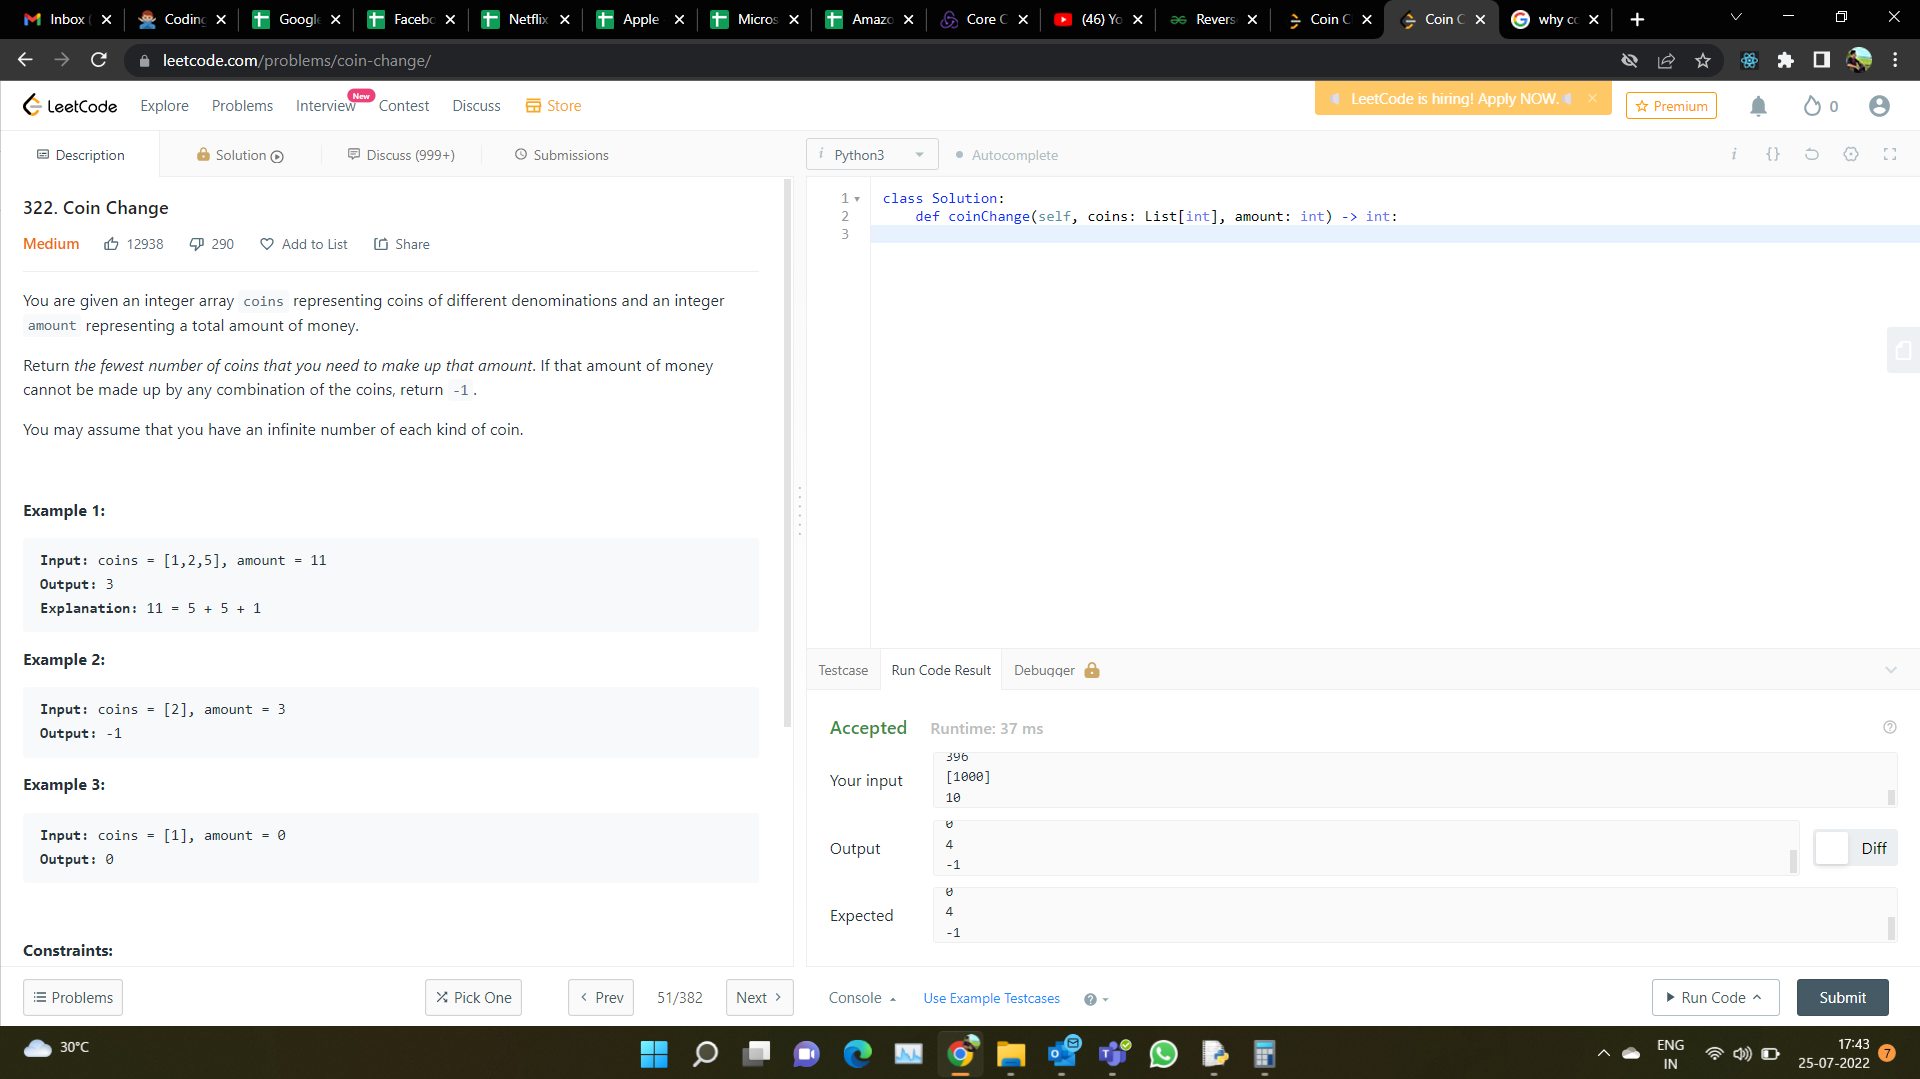 Inbox (
Coding
Google
Facebo
Netflix
Apple
Micros
Amazo
Core C
(46) Yo
Revers
Coin C
Coin C
why co
leetcode.com/problems/coin-change/
LeetCode
Explore
Problems
Interview
New
Contest
Discuss
Store
LeetCode is hiring! Apply NOW.
Premium
0
Description
Solution
Discuss (999+)
Submissions
i Python3
Autocomplete
i {}
322. Coin Change
Medium 12938 290 Add to List Share
You are given an integer array coins representing coins of different denominations and an integer
amount representing a total amount of money.
Return the fewest number of coins that you need to make up that amount. If that amount of money
cannot be made up by any combination of the coins, return -1.
You may assume that you have an infinite number of each kind of coin.
Example 1:
Input: coins = [1,2,5], amount = 11
Output: 3
Explanation: 11 = 5 + 5 + 1
Example 2:
Input: coins = [2], amount = 3
Output: -1
Example 3:
Input: coins = [1], amount = 0
Output: 0
Constraints:
1 class Solution:
2 def coinChange(self, coins: List[int], amount: int) -> int:
3
Testcase
Run Code Result
Debugger
Accepted Runtime: 37 ms
Your input
396
[1000]
10
Output
0
4
-1
Diff
Expected
0
4
-1
Problems
Pick One
Prev
51/382
Next
Console
Use Example Testcases
Run Code
Submit
30°C
ENG
IN
17:43
25-07-2022
7